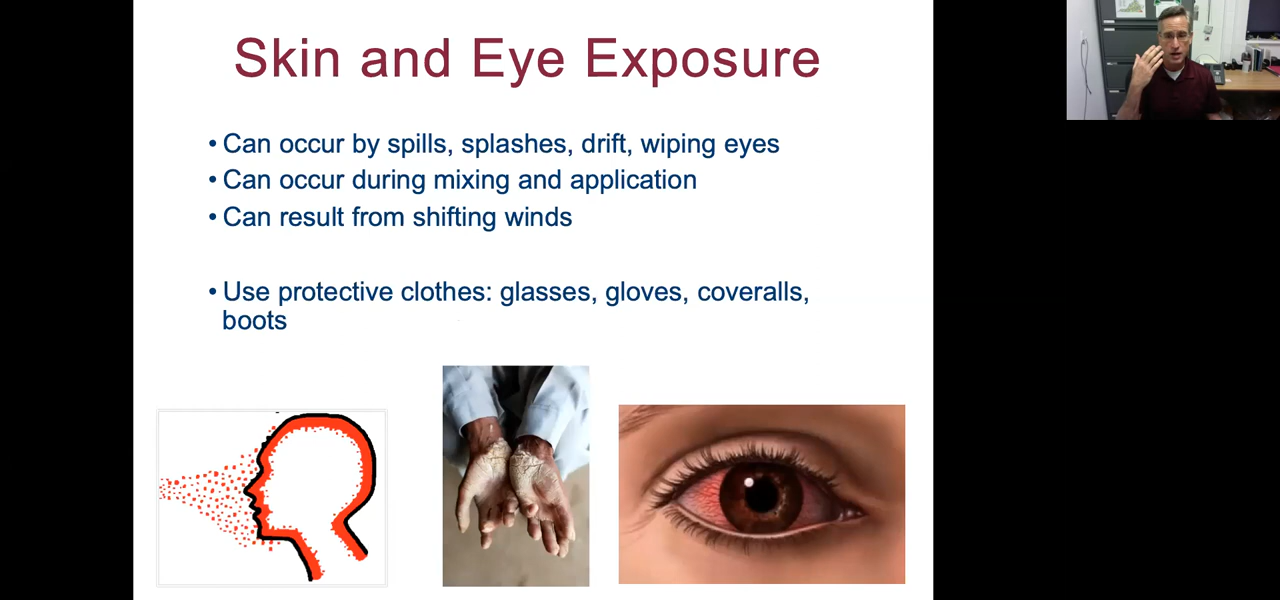 Skin and Eye Exposure
• Can occur by spills, splashes, drift, wiping eyes
• Can occur during mixing and application
• Can result from shifting winds
• Use protective clothes: glasses, gloves, coveralls,
boots